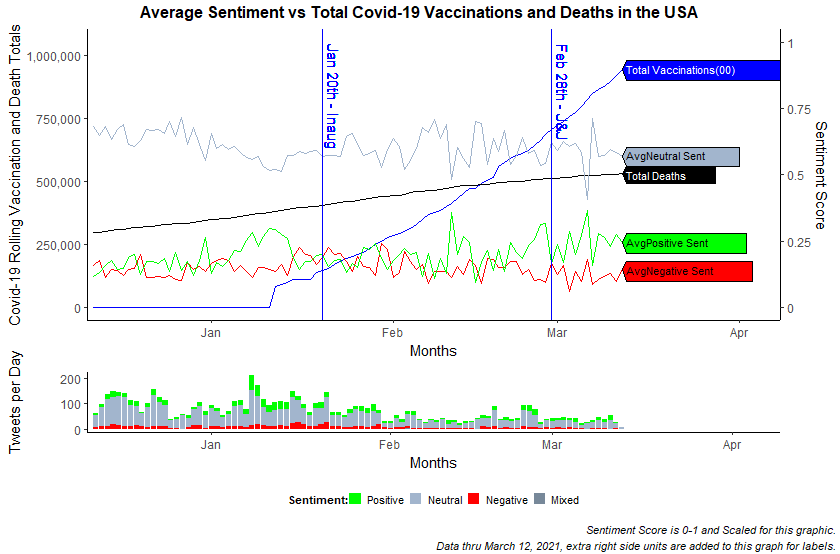 Average Sentiment vs Total Covid-19 Vaccinations and Deaths in the USA
Covid-19 Rolling Vaccination and Death Totals
1,000,000
750,000
500,000
250,000
0
Jan 20th - Inaug
Feb 28th - J&J
Total Vaccinations(00)
AvgNeutral Sent
Total Deaths
AvgPositive Sent
AvgNegative Sent
1
0.75
0.5
0.25
0
Sentiment Score
Jan
Feb
Mar
Apr
Months
Tweets per Day
200
100
0
Jan
Feb
Mar
Apr
Months
Sentiment: Positive Neutral Negative Mixed
Sentiment Score is 0-1 and Scaled for this graphic.
Data thru March 12, 2021, extra right side units are added to this graph for labels.